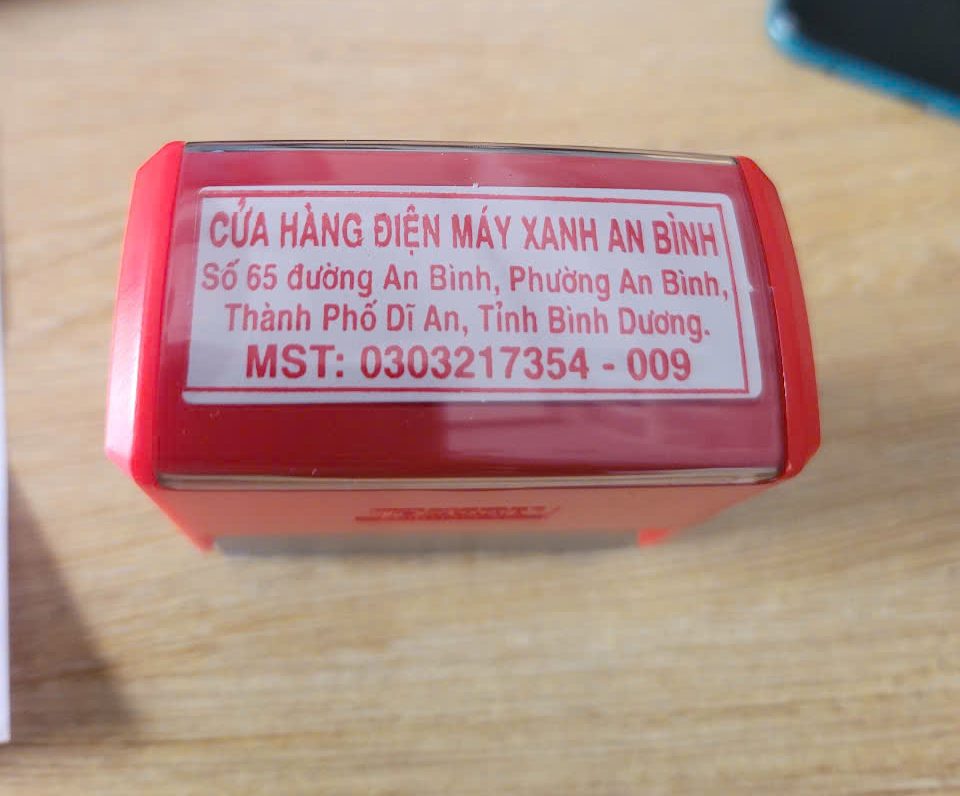 CỬA HÀNG ĐIỆN MÁY XANH AN BÌNH
Số 65 đường An Bình, Phường An Bình,
Thành Phố Dĩ An, Tỉnh Bình Dương.
MST: 0303217354 - 009